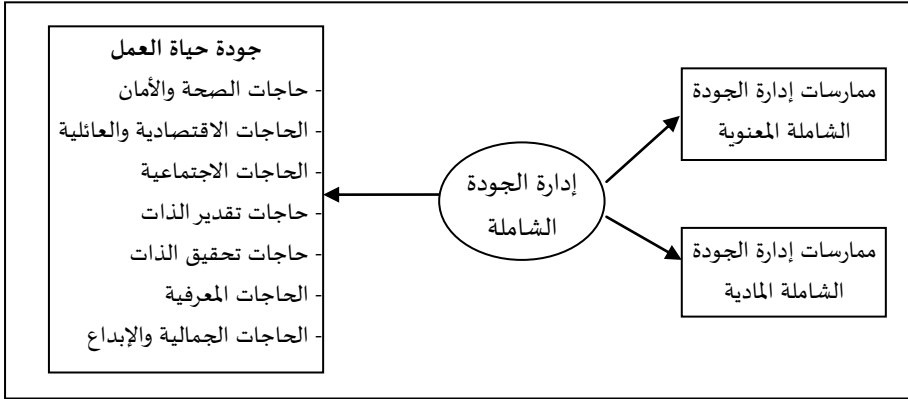 ممارسات إدارة الجودة
الشاملة المعنوية
ممارسات إدارة الجودة
الشاملة المادية
إدارة الجودة
الشاملة
جودة حياة العمل
- حاجات الصحة والأمان
- الحاجات الاقتصادية والعائلية
- الحاجات الاجتماعية
- حاجات تقدير الذات
- حاجات تحقيق الذات
- الحاجات المعرفية
- الحاجات الجمالية والإبداع